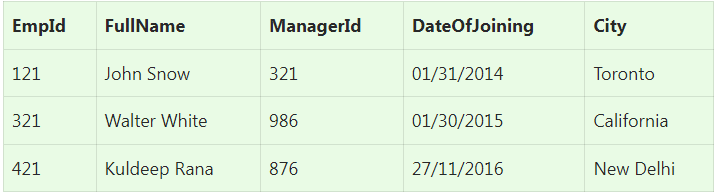 EmpId FullName ManagerId DateOfJoining City
121 John Snow 321 01/31/2014 Toronto
321 Walter White 986 01/30/2015 California
421 Kuldeep Rana 876 27/11/2016 New Delhi